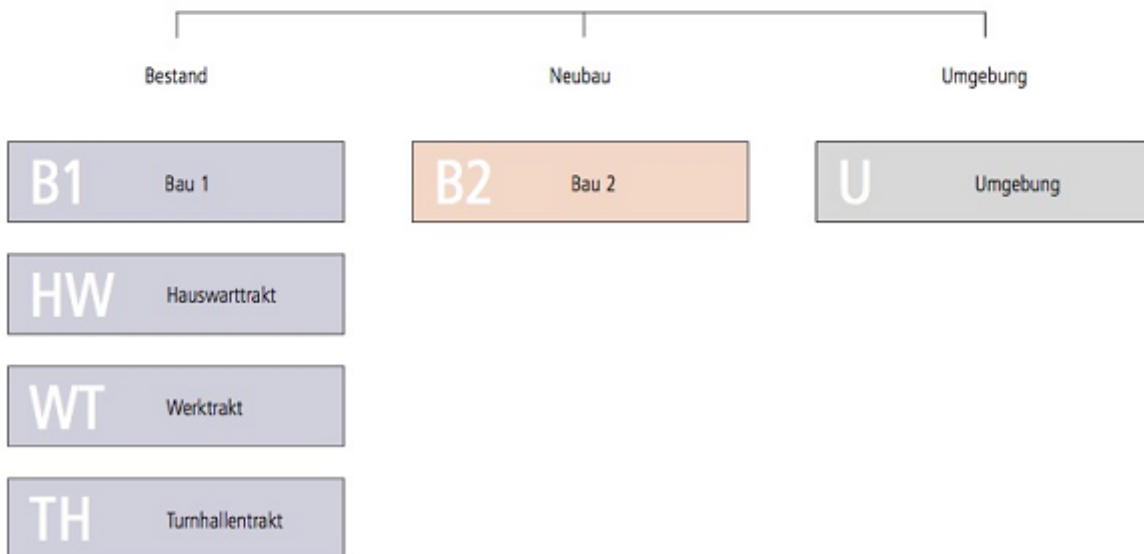 Bestand Neubau Umgebung
B1 Bau 1 B2 Bau 2 U Umgebung
HW Hauswarttrakt
WT Werktrakt
TH Turnhallentrakt